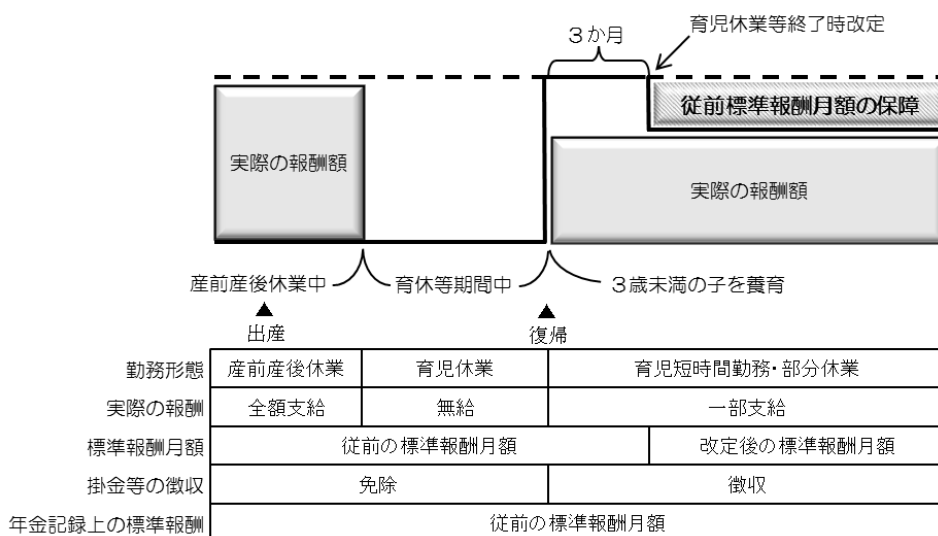 育児休業等終了時改定
３か月
従前標準報酬月額の保障
実際の報酬額
実際の報酬額
産前産後休業中
育休等期間中
３歳未満の子を養育
▲
出産
▲
復帰
勤務形態 産前産後休業 育児休業 育児短時間勤務･部分休業
実際の報酬 全額支給 無給 一部支給
標準報酬月額 従前の標準報酬月額 改定後の標準報酬月額
掛金等の徴収 免除 徴収
年金記録上の標準報酬 従前の標準報酬月額